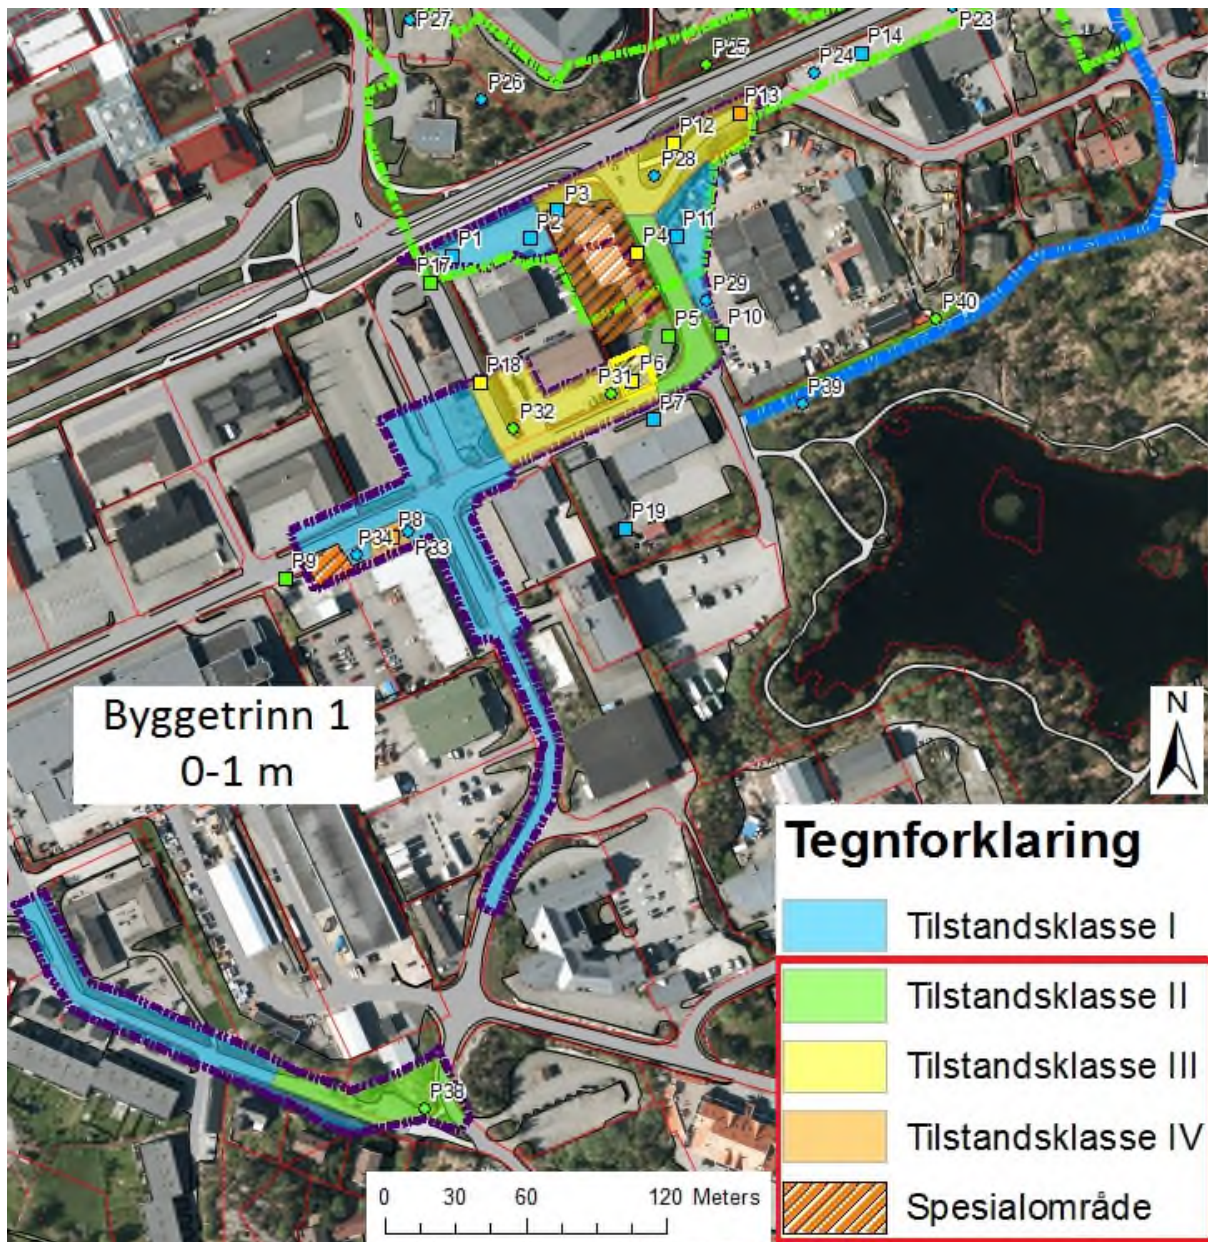 P27
P23
P14
P25
P24
P26
P13
P12
P28
P3
P2
P11
P1
P4
P17
P29
P40
P5
P10
P18
P6
P31
P39
P7
P32
P19
P8
P34
P33
P9
Byggetrinn 1
0-1 m
N
Tegnforklaring
Tilstandsklasse I
Tilstandsklasse II
Tilstandsklasse III
P38
Tilstandsklasse IV
0 30 60 120 Meters
Spesialområde